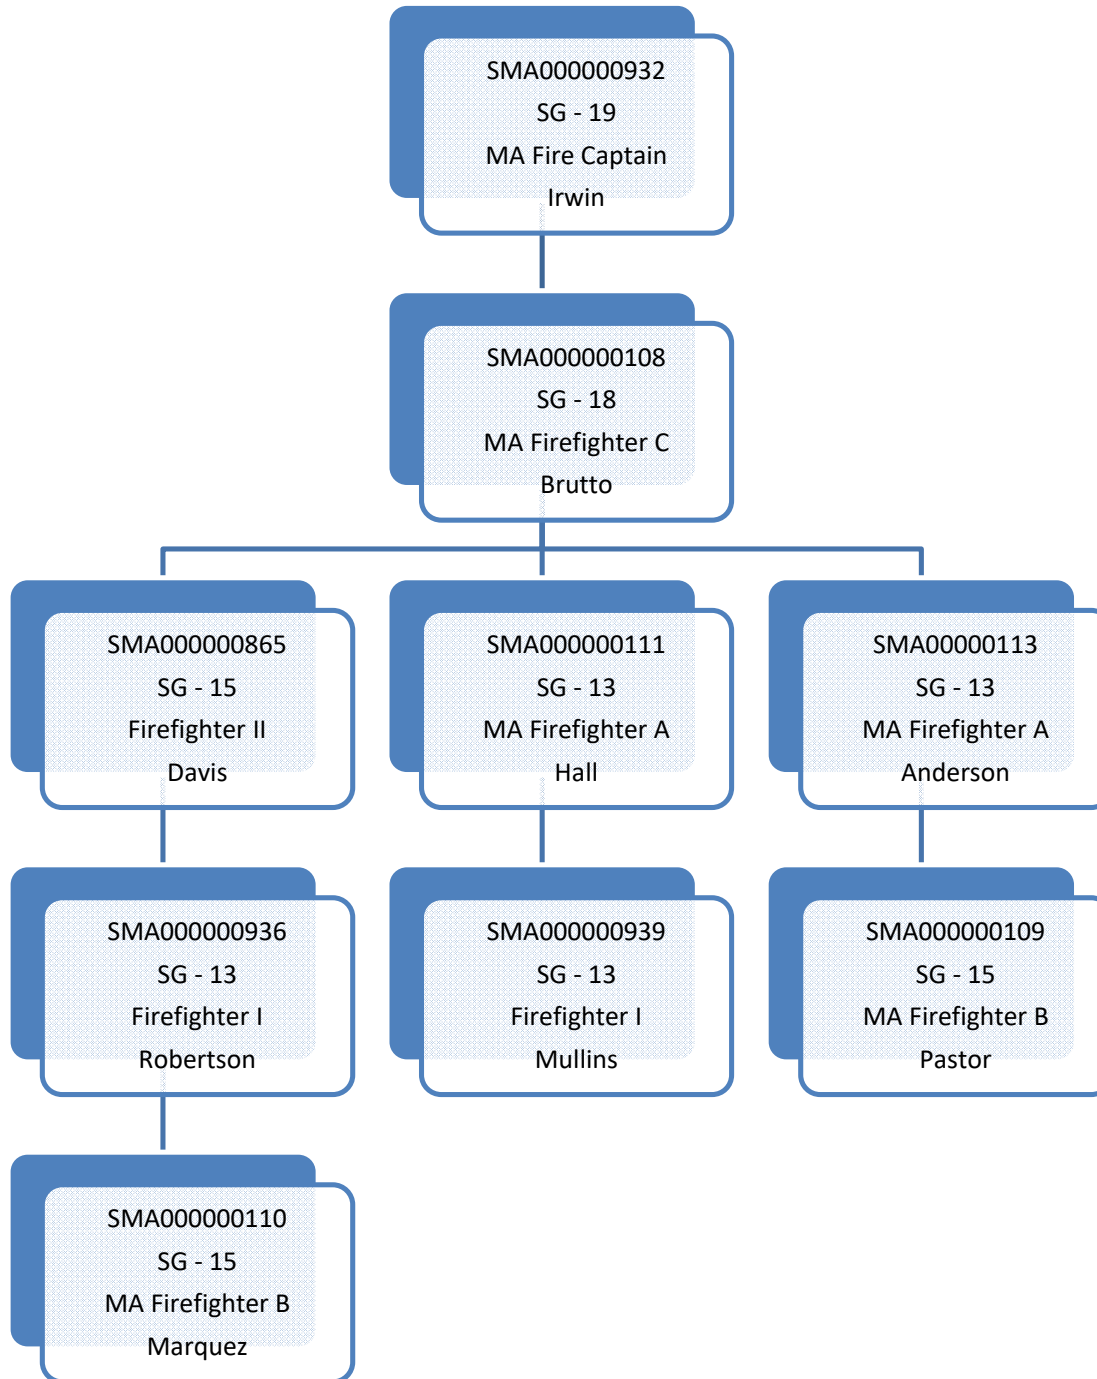 SMA000000932
SG - 19
MA Fire Captain
Irwin
SMA000000108
SG - 18
MA Firefighter C
Brutto
SMA000000865
SG - 15
Firefighter II
Davis
SMA000000111
SG - 13
MA Firefighter A
Hall
SMA00000113
SG - 13
MA Firefighter A
Anderson
SMA000000936
SG - 13
Firefighter I
Robertson
SMA000000939
SG - 13
Firefighter I
Mullins
SMA000000109
SG - 15
MA Firefighter B
Pastor
SMA000000110
SG - 15
MA Firefighter B
Marquez